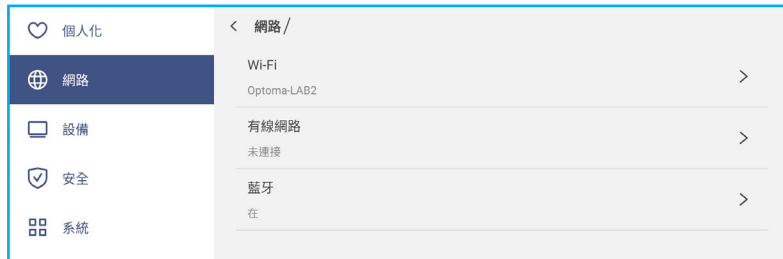 個人化
網路
設備
安全
系統
< 網路/
Wi-Fi
Optoma-LAB2
有線網路
未連接
藍牙
在